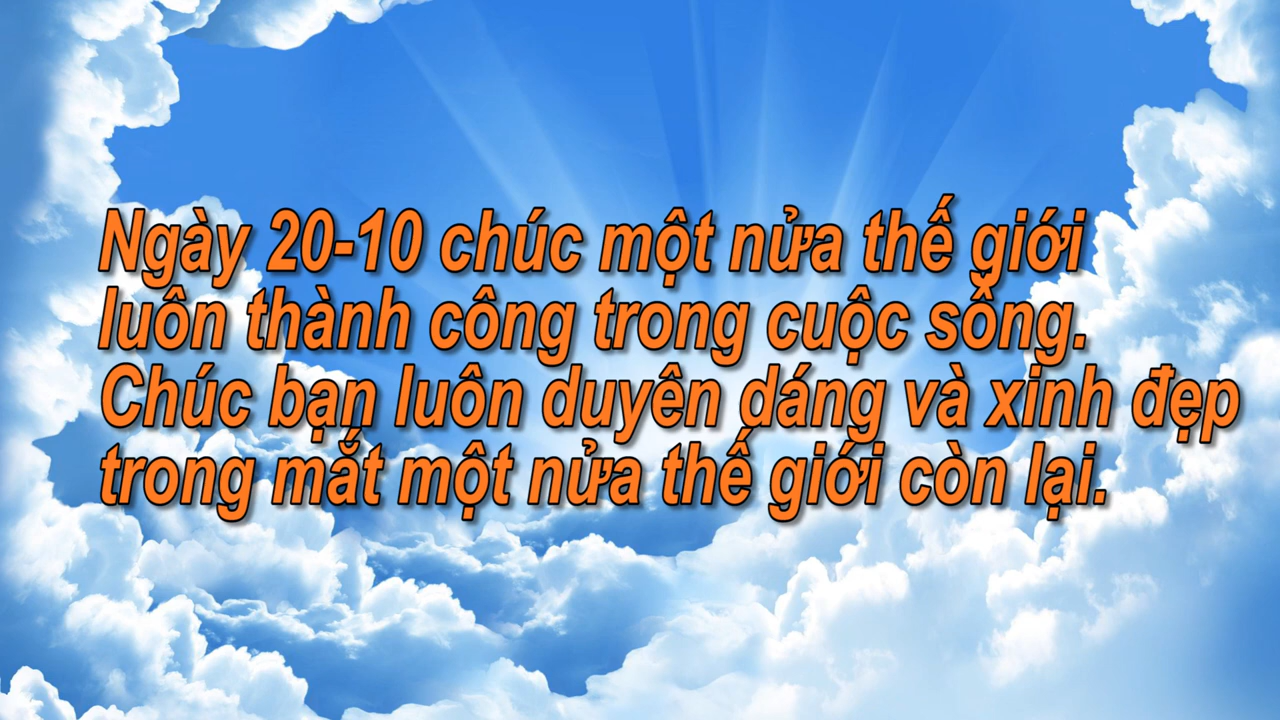 Ngày 20-10 chúc một nửa thế giới
luôn thành công trong cuộc sống.
Chúc bạn luôn duyên dáng và xinh đẹp
trong mắt một nửa thế giới còn lại.